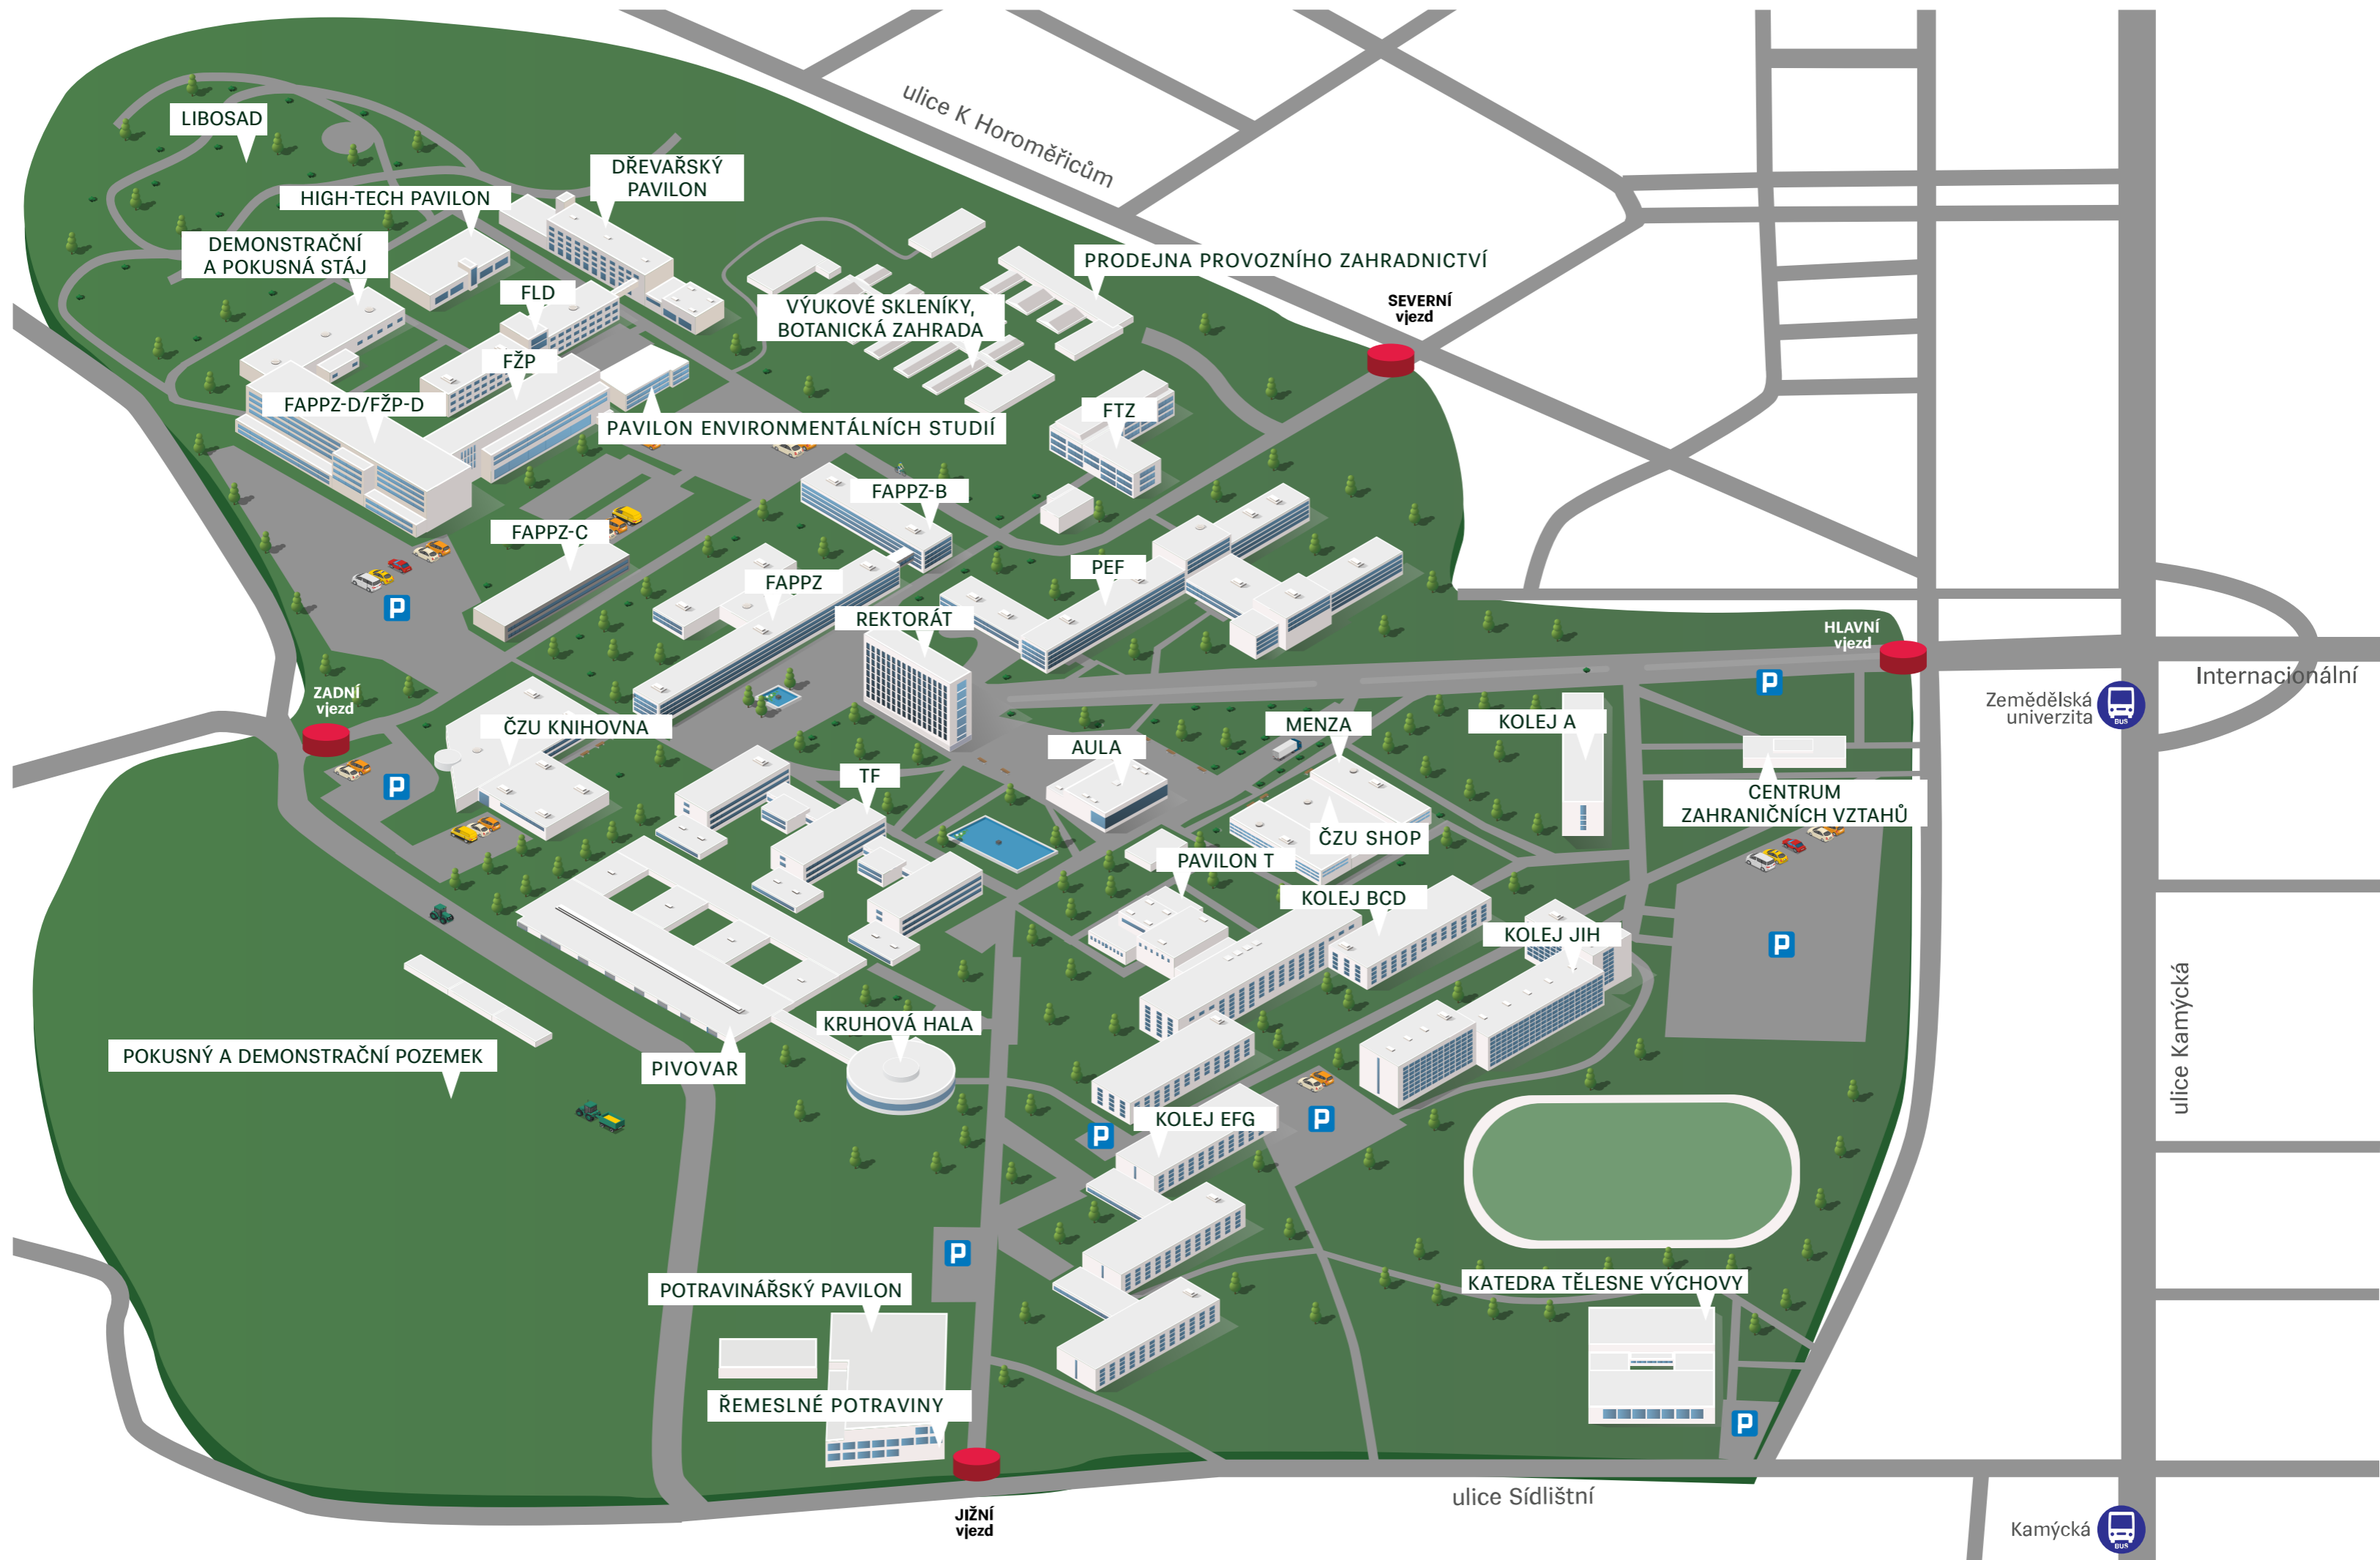 ulice K Horoměřicům
LIBOSAD
DŘEVAŘSKÝ
PAVILON
HIGH-TECH PAVILON
DEMONSTRAČNÍ
A POKUSNÁ STÁJ
PRODEJNA PROVOZNÍHO ZAHRADNICTVÍ
FLD
VÝUKOVÉ SKLENÍKY,
BOTANICKÁ ZAHRADA
SEVERNÍ
vjezd
FŽP
FAPPZ-D/FŽP-D
FTZ
PAVILON ENVIRONMENTÁLNÍCH STUDIÍ
FAPPZ-B
FAPPZ-C
PEF
FAPPZ
P
REKTORÁT
HLAVNÍ
vjezd
Internacionální
P
ZADNÍ
vjezd
Zemědělská
univerzita
BUS
ČZU KNIHOVNA
MENZA
KOLEJ A
AULA
TF
P
CENTRUM
ZAHRANIČNÍCH VZTAHŮ
ČZU SHOP
PAVILON T
KOLEJ BCD
KOLEJ JIH
P
KRUHOVÁ HALA
ulice Kamýcká
POKUSNÝ A DEMONSTRAČNÍ POZEMEK
PIVOVAR
KOLEJ EFG
P
P
P
POTRAVINÁŘSKÝ PAVILON
KATEDRA TĚLESNE VÝCHOVY
ŘEMESLNÉ POTRAVINY
P
ulice Sídlištní
JIŽNÍ
vjezd
Kamýcká
BUS